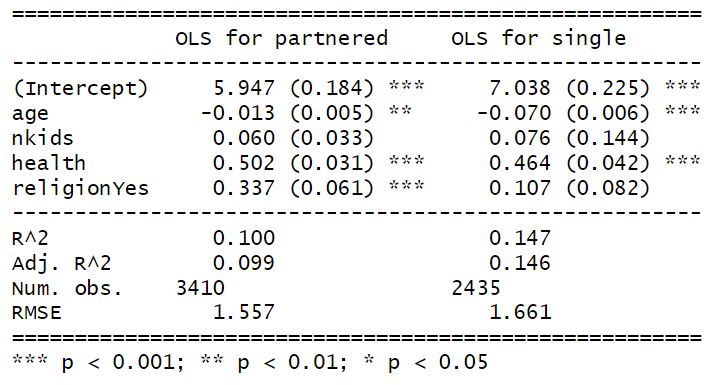 ======================================================
OLS for partnered OLS for single
------------------------------------------------------
(Intercept) 5.947 (0.184) *** 7.038 (0.225) ***
age -0.013 (0.005) ** -0.070 (0.006) ***
nkids 0.060 (0.033) 0.076 (0.144)
health 0.502 (0.031) *** 0.464 (0.042) ***
religionYes 0.337 (0.061) *** 0.107 (0.082)
------------------------------------------------------
R^2 0.100 0.147
Adj. R^2 0.099 0.146
Num. obs. 3410 2435
RMSE 1.557 1.661
======================================================
*** p < 0.001; ** p < 0.01; * p < 0.05